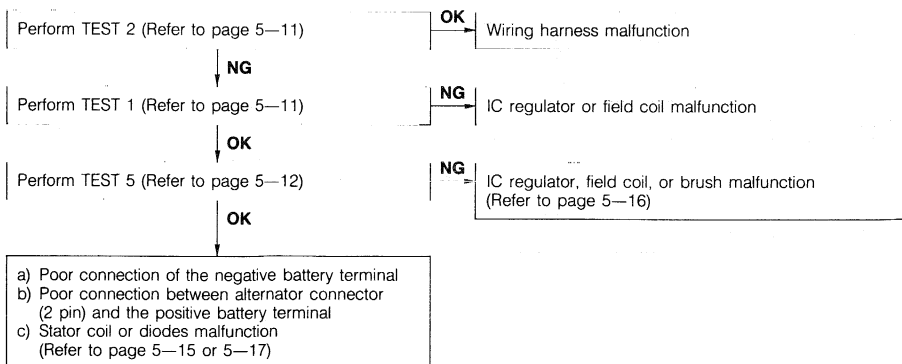 Perform TEST 2 (Refer to page 5—11)
OK
Wiring harness malfunction
NG
Perform TEST 1 (Refer to page 5—11)
NG
IC regulator or field coil malfunction
OK
Perform TEST 5 (Refer to page 5—12)
NG
IC regulator, field coil, or brush malfunction
(Refer to page 5—16)
OK
a) Poor connection of the negative battery terminal
b) Poor connection between alternator connector
(2 pin) and the positive battery terminal
c) Stator coil or diodes malfunction
(Refer to page 5—15 or 5—17)